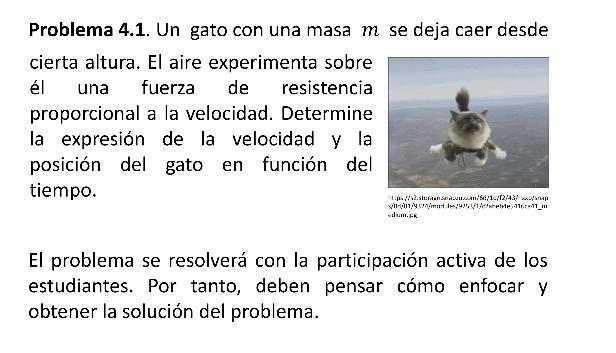 Problema 4.1. Un gato con una masa m se deja caer desde
cierta altura. El aire experimenta sobre
él una fuerza de resistencia
proporcional a la velocidad. Determine
la expresión de la velocidad y la
posición del gato en función del
tiempo.
El problema se resolverá con la participación activa de los
estudiantes. Por tanto, deben pensar cómo enfocar y
obtener la solución del problema.